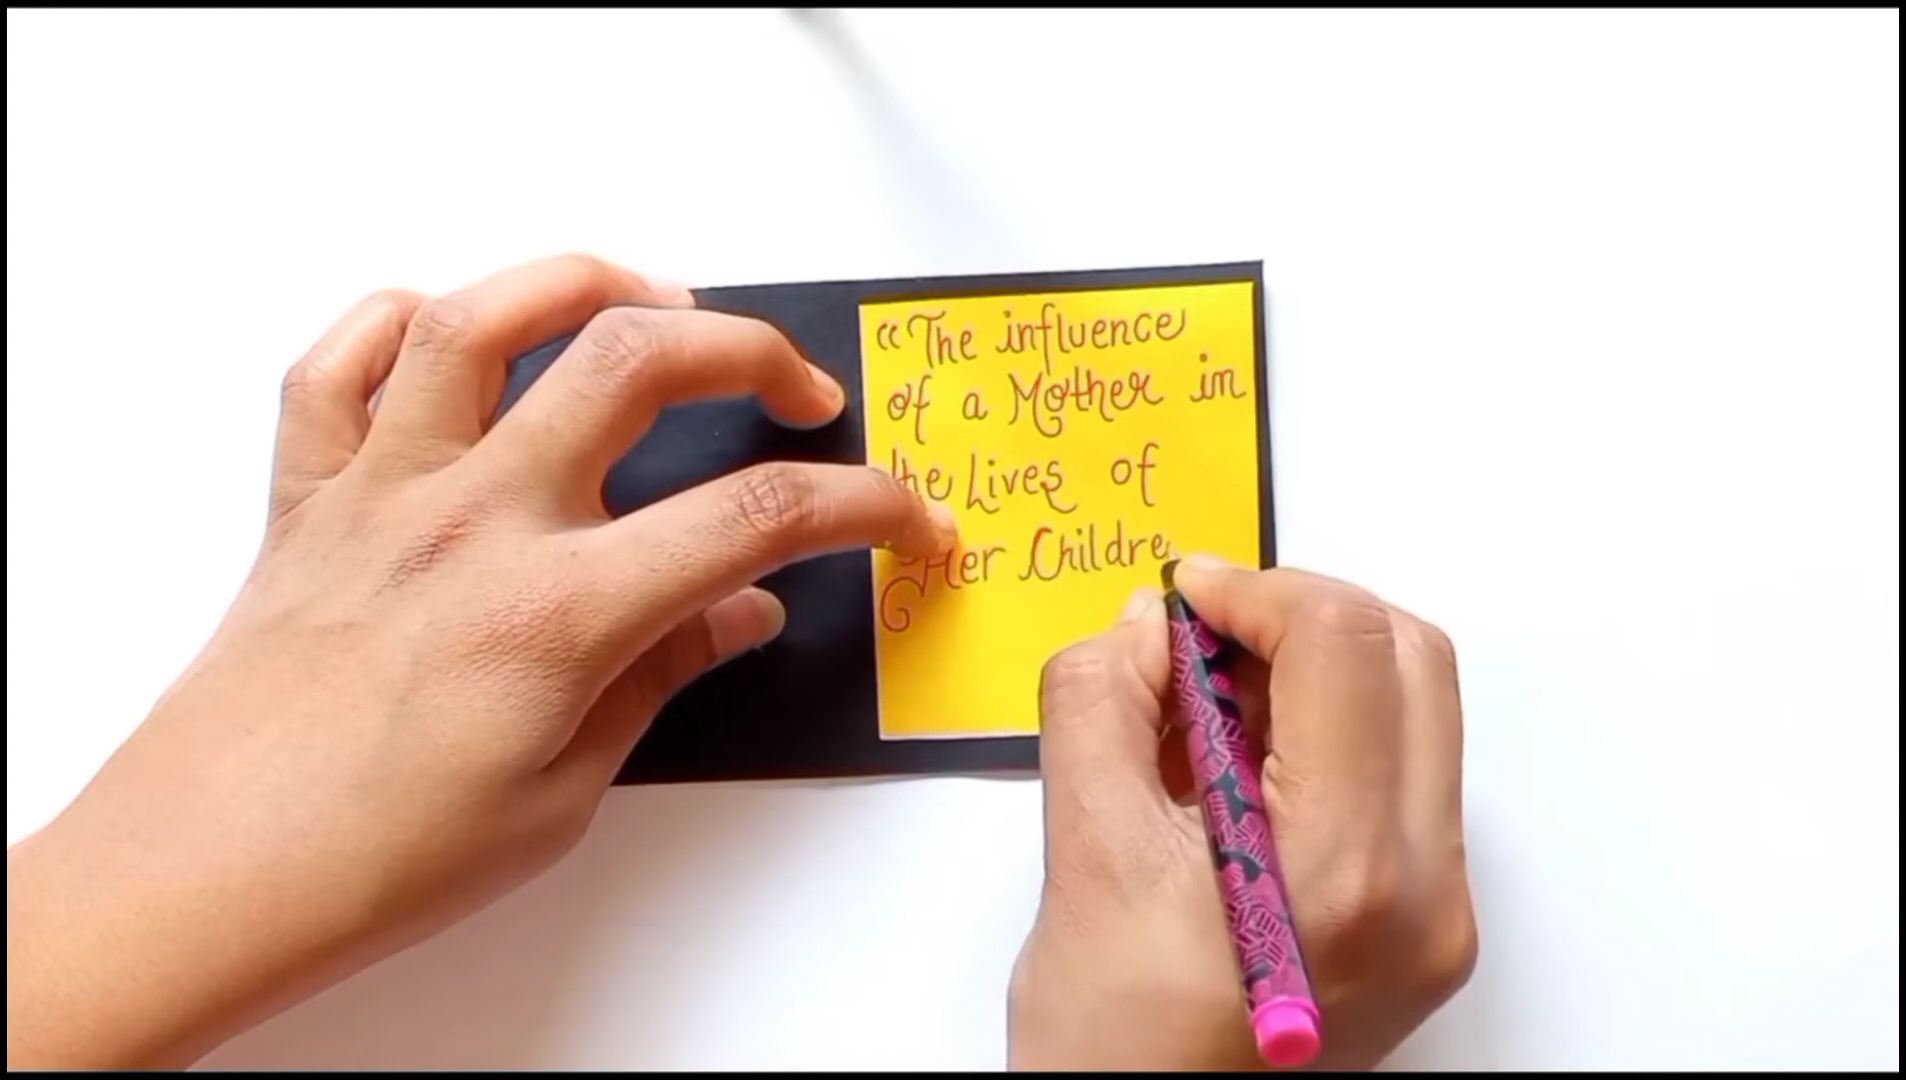 “The influence
of a Mother in
the Lives of
Her Childre